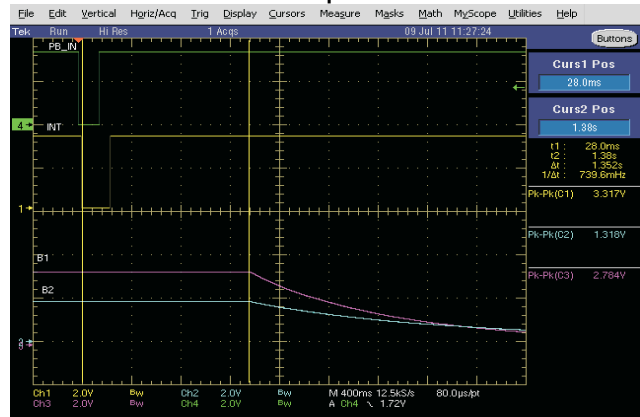 File Edit Vertical Horiz/Acq Trig Display Cursors Measure Masks Math MyScope Utilities Help
Tek Run Hi Res 1 Acqs 09 Jul 11 11:27:24
Buttons
PB_IN
Curs1 Pos
28.0ms
Curs2 Pos
1.38s
4
INT
t1: 28.0ms
t2: 1.38s
Δt: 1.352s
1/Δt: 739.6mHz
1
Pk-Pk(C1) 3.317V
Pk-Pk(C2) 1.318V
B1
Pk-Pk(C3) 2.784V
B2
3
Ch1 2.0V Bw Ch2 2.0V Bw M 400ms 12.5kS/s 80.0µs/pt
Ch3 2.0V Bw Ch4 2.0V Bw A Ch4 \ 1.72V